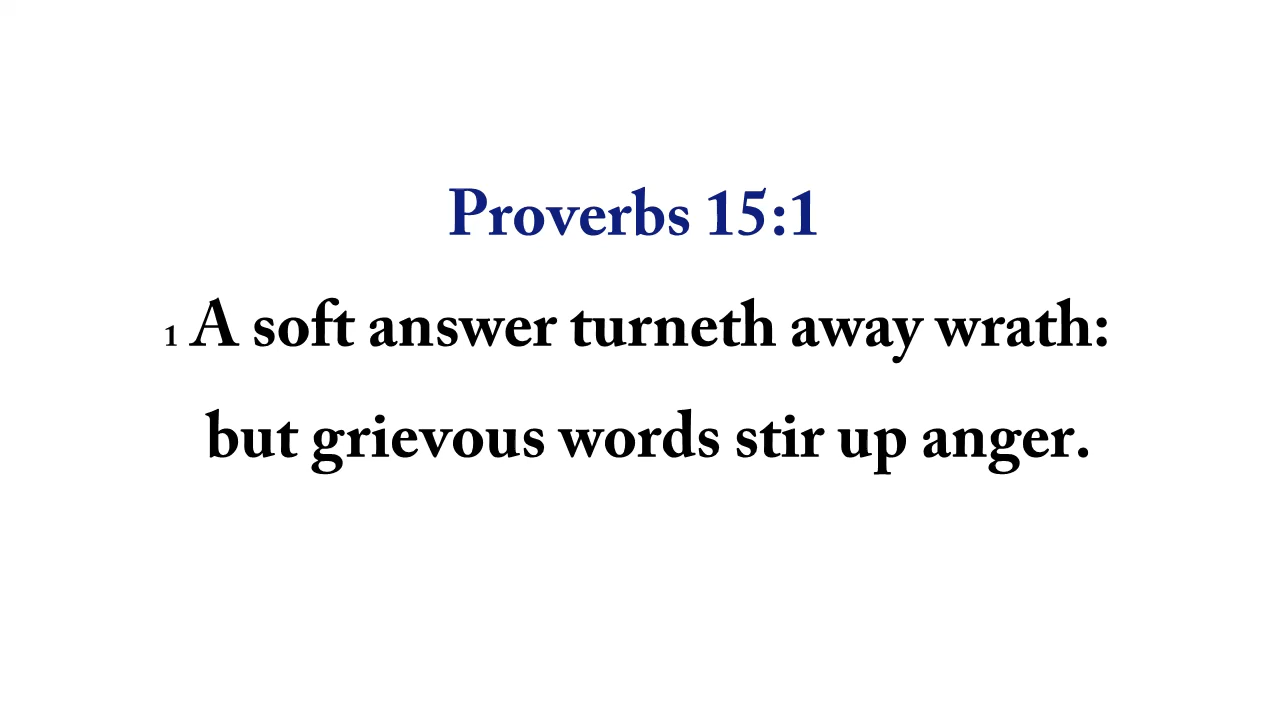 Proverbs 15:1
1 A soft answer turneth away wrath:
but grievous words stir up anger.